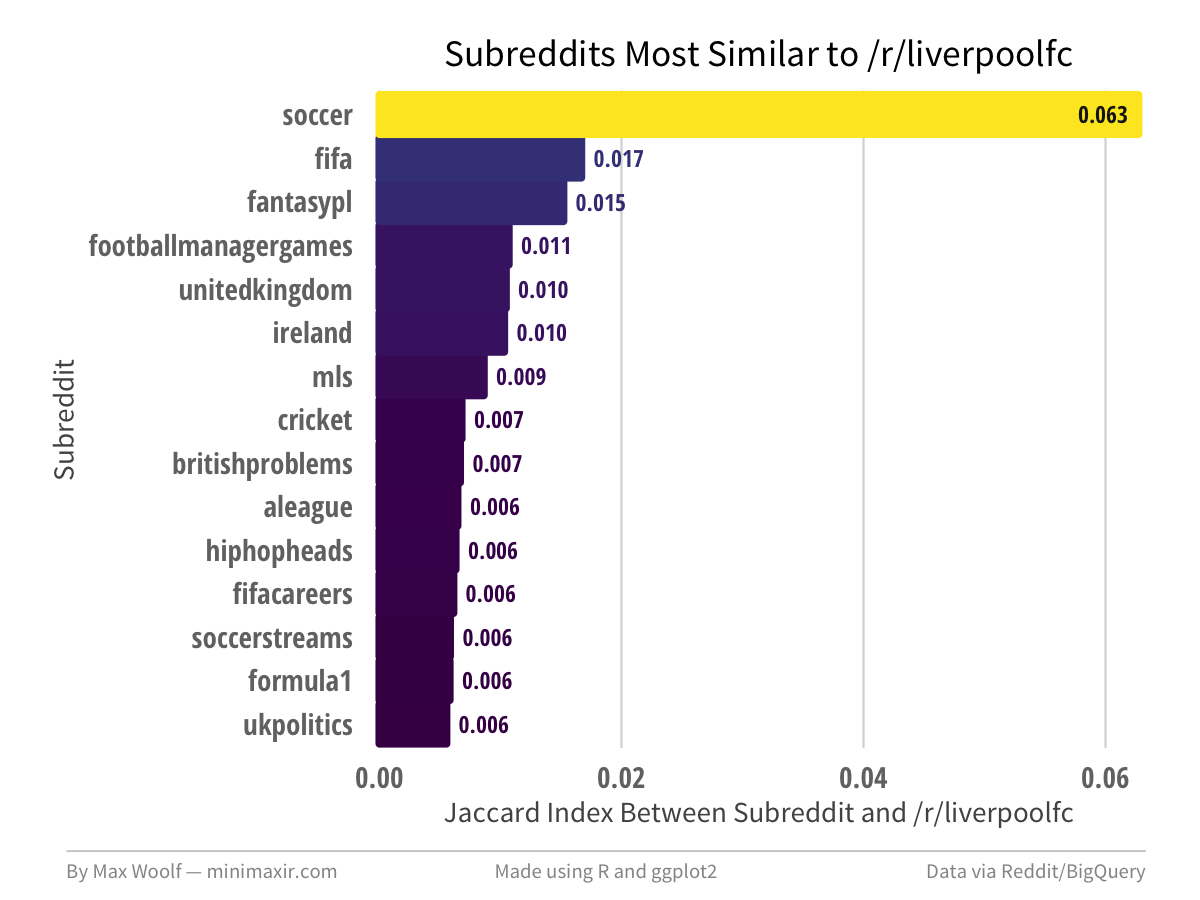 Subreddits Most Similar to /r/liverpoolfc
soccer 0.063
fifa 0.017
fantasypl 0.015
footballmanagergames 0.011
unitedkingdom 0.010
ireland 0.010
mls 0.009
cricket 0.007
britishproblems 0.007
aleague 0.006
hiphopheads 0.006
fifacareers 0.006
soccerstreams 0.006
formula1 0.006
ukpolitics 0.006
Subreddit
0.00 0.02 0.04 0.06
Jaccard Index Between Subreddit and /r/liverpoolfc
By Max Woolf — minimaxir.com Made using R and ggplot2 Data via Reddit/BigQuery